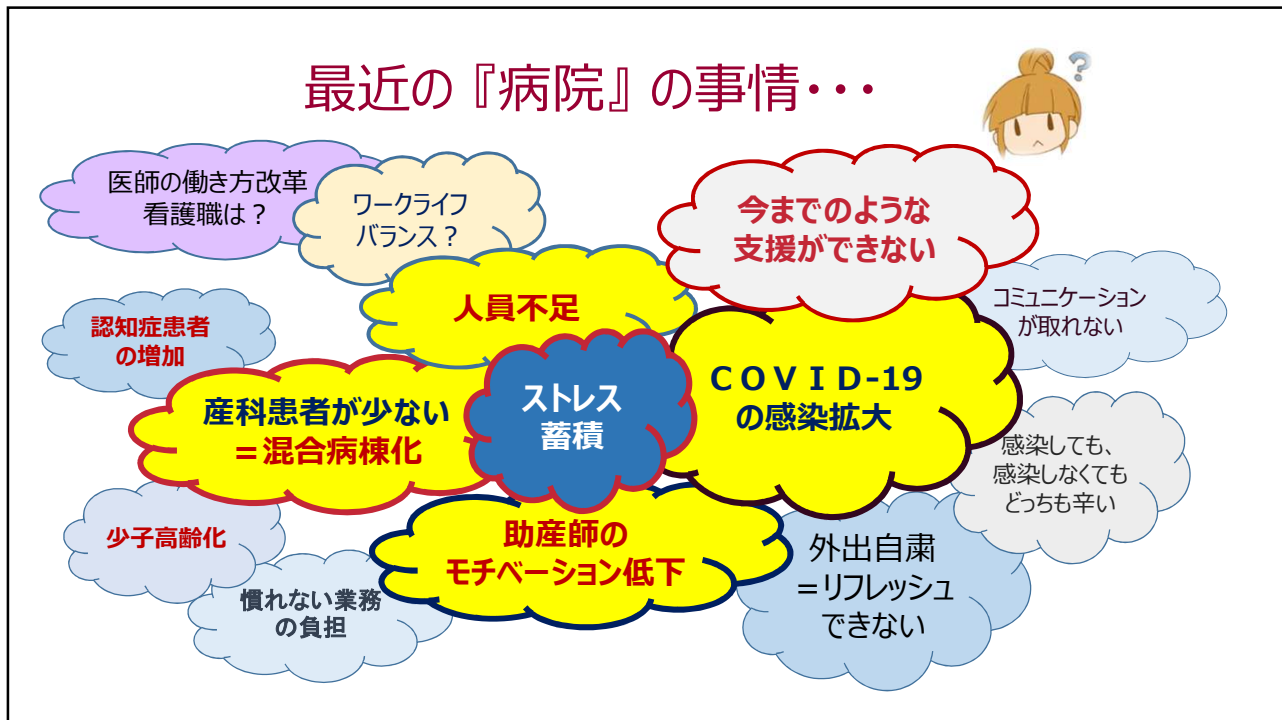 最近の『病院』の事情・・・
?
医師の働き方改革
看護職は？
ワークライフ
バランス？
今までのような
支援ができない
人員不足
コミュニケーション
が取れない
認知症患者
の増加
ＣＯＶＩＤ-19
の感染拡大
ストレス
蓄積
産科患者が少ない
＝混合病棟化
感染しても、
感染しなくても
どっちも辛い
少子高齢化
助産師の
モチベーション低下
外出自粛
＝リフレッシュ
できない
慣れない業務
の負担